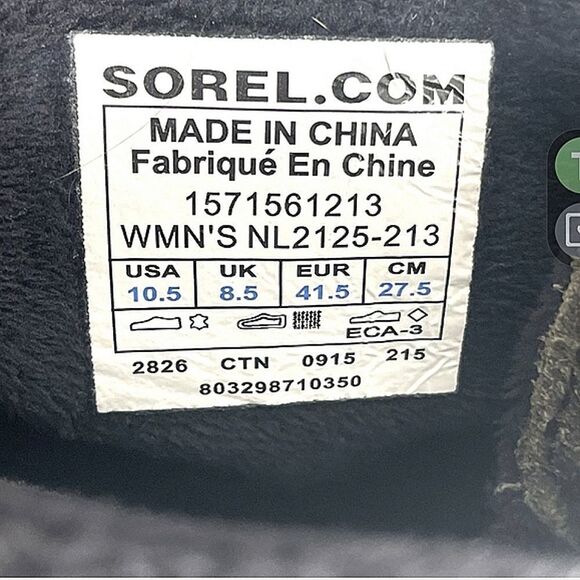 SOREL.COM
MADE IN CHINA
Fabriqué En Chine
1571561213
WMN'S NL2125-213
USA UK EUR CM
10.5 8.5 41.5 27.5
ECA-3
2826 CTN 0915 215
803298710350